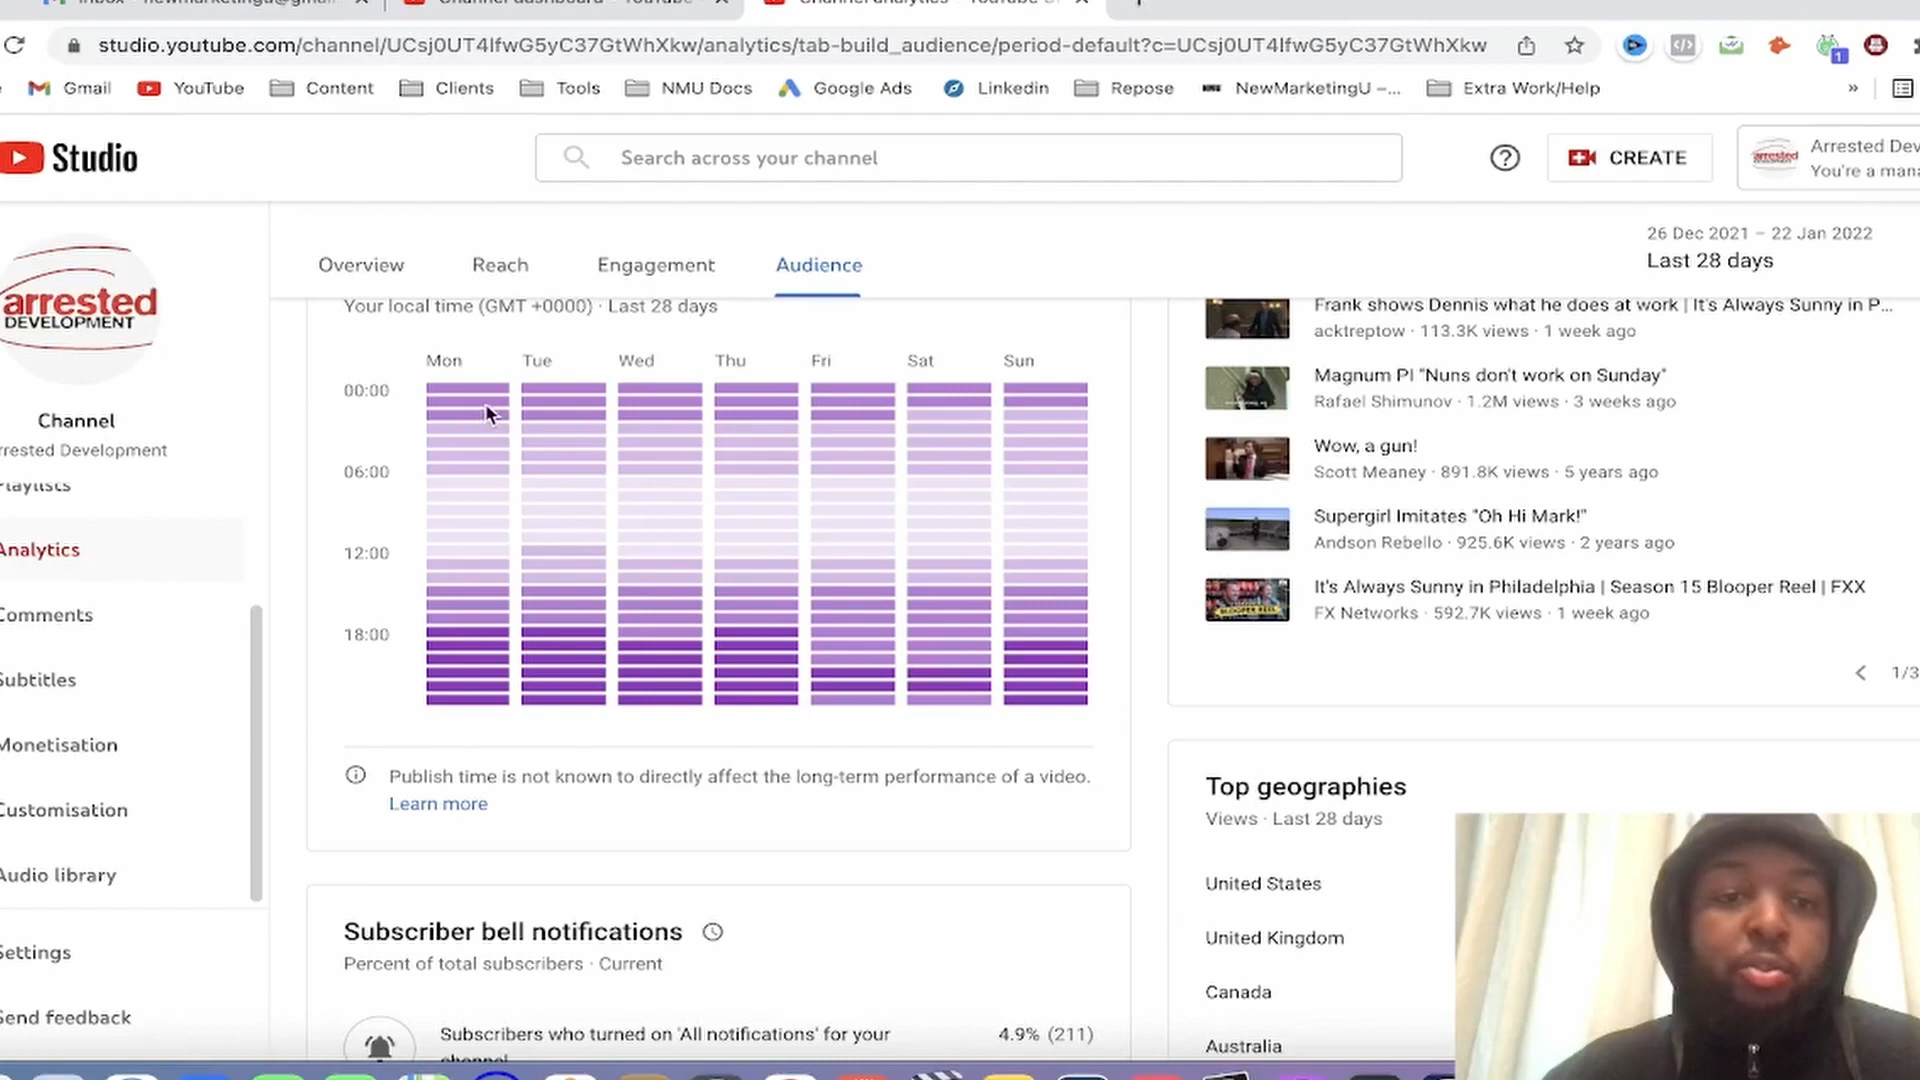 studio.youtube.com/channel/UCsj0UT4IfwG5yC37GtWhXkw/analytics/tab-build_audience/period-default?c=UCsj0UT4IfwG5yC37GtWhXkw
Gmail YouTube Content Clients Tools NMU Docs Google Ads Linkedin Repose NewMarketingU –... Extra Work/Help »
Studio
Search across your channel
CREATE
Arrested Dev
You're a mana
Overview Reach Engagement Audience
26 Dec 2021 – 22 Jan 2022
Last 28 days
arrested
DEVELOPMENT
Channel
rrested Development
Playlists
Analytics
Comments
Subtitles
Monetisation
Customisation
Audio library
Settings
Send feedback
Your local time (GMT +0000) · Last 28 days
Mon Tue Wed Thu Fri Sat Sun
00:00
06:00
12:00
18:00
Publish time is not known to directly affect the long-term performance of a video.
Learn more
Subscriber bell notifications
Percent of total subscribers · Current
Subscribers who turned on 'All notifications' for your
channel
4.9% (211)
Frank shows Dennis what he does at work | It's Always Sunny in P...
acktreptow · 113.3K views · 1 week ago
Magnum PI "Nuns don't work on Sunday"
Rafael Shimunov · 1.2M views · 3 weeks ago
Wow, a gun!
Scott Meaney · 891.8K views · 5 years ago
Supergirl Imitates "Oh Hi Mark!"
Andson Rebello · 925.6K views · 2 years ago
It's Always Sunny in Philadelphia | Season 15 Blooper Reel | FXX
FX Networks · 592.7K views · 1 week ago
1/3
Top geographies
Views · Last 28 days
United States
United Kingdom
Canada
Australia